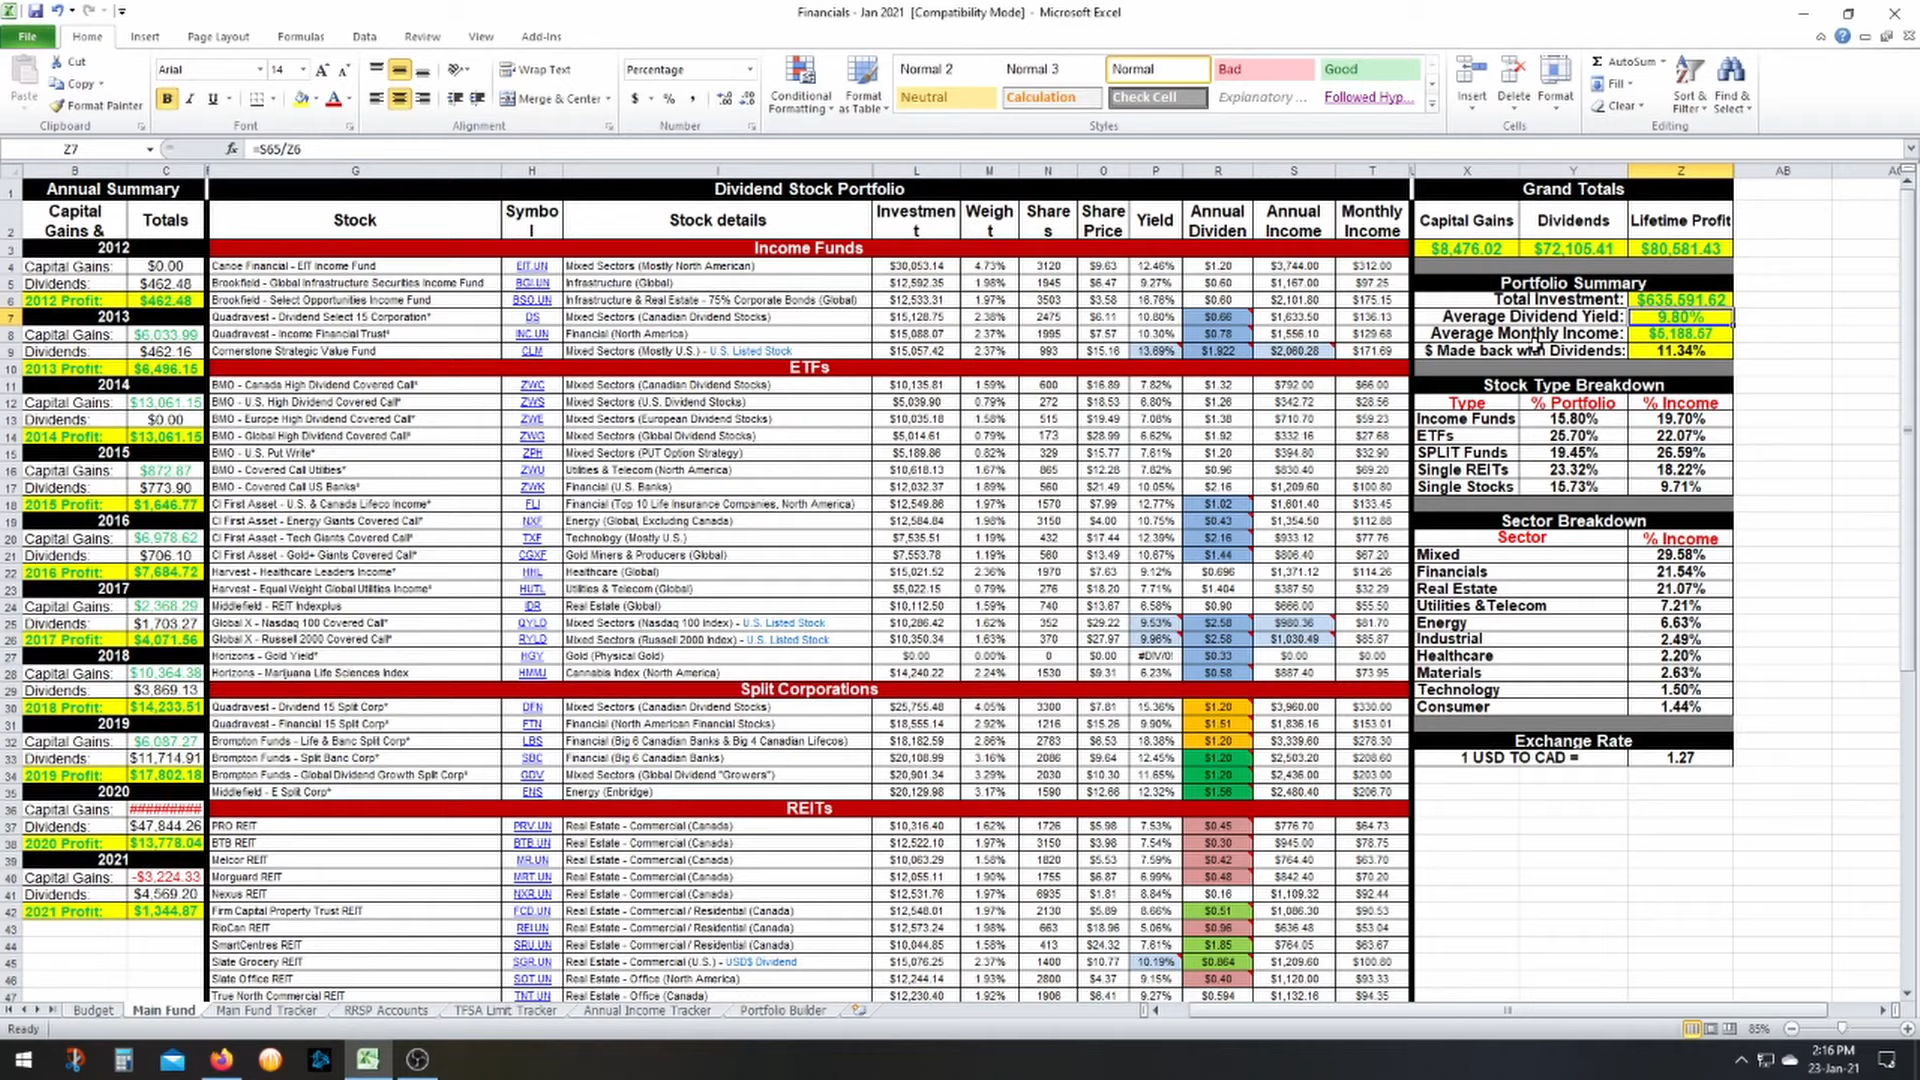 Financials - Jan 2021 [Compatibility Mode] - Microsoft Excel
File Home Insert Page Layout Formulas Data Review View Add-Ins
Cut
Copy
Format Painter
Paste
Clipboard
Arial 14
B I U
Font
Wrap Text
Merge & Center
Alignment
Percentage
$ % ,
Number
Conditional Formatting
Format as Table
Normal 2 Normal 3 Normal Bad Good
Neutral Calculation Check Cell Explanatory ... Followed Hyp...
Styles
Insert Delete Format
Cells
AutoSum
Fill
Clear
Sort & Filter
Find & Select
Editing
Z7 fx =S65/Z6
B C G H I L M N O P R S T X Y Z AB
1 Annual Summary Dividend Stock Portfolio Grand Totals
2 Capital Gains & Totals Stock Symbol Stock details Investment Weight Shares Share Price Yield Annual Dividen Annual Income Monthly Income Capital Gains Dividends Lifetime Profit
3 2012 Income Funds $8,476.02 $72,105.41 $80,581.43
4 Capital Gains: $0.00 Canoe Financial - EIT Income Fund EIT.UN Mixed Sectors (Mostly North American) $30,053.14 4.73% 3120 $9.63 12.46% $1.20 $3,744.00 $312.00
5 Dividends: $462.48 Brookfield - Global Infrastructure Securities Income Fund BGI.UN Infrastructure (Global) $12,592.35 1.98% 1945 $6.47 9.27% $0.60 $1,167.00 $97.25 Portfolio Summary
6 2012 Profit: $462.48 Brookfield - Select Opportunities Income Fund BSO.UN Infrastructure & Real Estate - 75% Corporate Bonds (Global) $12,533.31 1.97% 3503 $3.58 16.76% $0.60 $2,101.80 $175.15 Total Investment: $635,591.62
7 2013 Quadravest - Dividend Select 15 Corporation* DS Mixed Sectors (Canadian Dividend Stocks) $15,128.75 2.38% 2475 $6.11 10.80% $0.66 $1,633.50 $136.13 Average Dividend Yield: 9.80%
8 Capital Gains: $6,033.99 Quadravest - Income Financial Trust* INC.UN Financial (North America) $15,088.07 2.37% 1995 $7.57 10.30% $0.78 $1,556.10 $129.68 Average Monthly Income: $5,188.57
9 Dividends: $462.16 Cornerstone Strategic Value Fund CLM Mixed Sectors (Mostly U.S.) - U.S. Listed Stock $15,057.42 2.37% 993 $15.16 13.69% $1.922 $2,060.28 $171.69 $ Made back with Dividends: 11.34%
10 2013 Profit: $6,496.15 ETFs
11 2014 BMO - Canada High Dividend Covered Call* ZWC Mixed Sectors (Canadian Dividend Stocks) $10,135.81 1.59% 600 $16.89 7.82% $1.32 $792.00 $66.00 Stock Type Breakdown
12 Capital Gains: $13,061.15 BMO - U.S. High Dividend Covered Call* ZWS Mixed Sectors (U.S. Dividend Stocks) $5,039.90 0.79% 272 $18.53 6.80% $1.26 $342.72 $28.56 Type % Portfolio % Income
13 Dividends: $0.00 BMO - Europe High Dividend Covered Call* ZWE Mixed Sectors (European Dividend Stocks) $10,035.18 1.58% 515 $19.49 7.08% $1.38 $710.70 $59.23 Income Funds 15.80% 19.70%
14 2014 Profit: $13,061.15 BMO - Global High Dividend Covered Call* ZWG Mixed Sectors (Global Dividend Stocks) $5,014.61 0.79% 173 $28.99 6.62% $1.92 $332.16 $27.68 ETFs 25.70% 22.07%
15 2015 BMO - U.S. Put Write* ZPH Mixed Sectors (PUT Option Strategy) $5,189.86 0.82% 329 $15.77 7.61% $1.20 $394.80 $32.90 SPLIT Funds 19.45% 26.59%
16 Capital Gains: $872.87 BMO - Covered Call Utilities* ZWU Utilities & Telecom (North America) $10,618.13 1.67% 865 $12.28 7.82% $0.96 $830.40 $69.20 Single REITs 23.32% 18.22%
17 Dividends: $773.90 BMO - Covered Call US Banks* ZWK Financial (U.S. Banks) $12,032.37 1.89% 560 $21.49 10.05% $2.16 $1,209.60 $100.80 Single Stocks 15.73% 9.71%
18 2015 Profit: $1,646.77 CI First Asset - U.S. & Canada Lifeco Income* FLI Financial (Top 10 Life Insurance Companies, North America) $12,549.86 1.97% 1570 $7.99 12.77% $1.02 $1,601.40 $133.45
19 2016 CI First Asset - Energy Giants Covered Call* NXF Energy (Global, Excluding Canada) $12,584.84 1.98% 3150 $4.00 10.75% $0.43 $1,354.50 $112.88 Sector Breakdown
20 Capital Gains: $6,978.62 CI First Asset - Tech Giants Covered Call* TXF Technology (Mostly U.S.) $7,535.51 1.19% 432 $17.44 12.39% $2.16 $933.12 $77.76 Sector % Income
21 Dividends: $706.10 CI First Asset - Gold+ Giants Covered Call* CGXF Gold Miners & Producers (Global) $7,553.78 1.19% 560 $13.49 10.67% $1.44 $806.40 $67.20 Mixed 29.58%
22 2016 Profit: $7,684.72 Harvest - Healthcare Leaders Income* HHL Healthcare (Global) $15,021.52 2.36% 1970 $7.63 9.12% $0.696 $1,371.12 $114.26 Financials 21.54%
23 2017 Harvest - Equal Weight Global Utilities Income* HUTL Utilities & Telecom (Global) $5,022.15 0.79% 276 $18.20 7.71% $1.404 $387.50 $32.29 Real Estate 21.07%
24 Capital Gains: $2,368.29 Middlefield - REIT Indexplus IDR Real Estate (Global) $10,112.50 1.59% 740 $13.67 6.58% $0.90 $666.00 $55.50 Utilities &Telecom 7.21%
25 Dividends: $1,703.27 Global X - Nasdaq 100 Covered Call* QYLD Mixed Sectors (Nasdaq 100 Index) - U.S. Listed Stock $10,286.42 1.62% 352 $29.22 9.53% $2.58 $980.36 $81.70 Energy 6.63%
26 2017 Profit: $4,071.56 Global X - Russell 2000 Covered Call* RYLD Mixed Sectors (Russell 2000 Index) - U.S. Listed Stock $10,350.34 1.63% 370 $27.97 9.96% $2.58 $1,030.49 $85.87 Industrial 2.49%
27 2018 Horizons - Gold Yield* HGY Gold (Physical Gold) $0.00 0.00% 0 $0.00 #DIV/0! $0.33 $0.00 $0.00 Healthcare 2.20%
28 Capital Gains: $10,364.38 Horizons - Marijuana Life Sciences Index HMMJ Cannabis Index (North America) $14,240.22 2.24% 1530 $9.31 6.23% $0.58 $887.40 $73.95 Materials 2.63%
29 Dividends: $3,869.13 Split Corporations Technology 1.50%
30 2018 Profit: $14,233.51 Quadravest - Dividend 15 Split Corp* DFN Mixed Sectors (Canadian Dividend Stocks) $25,755.48 4.05% 3300 $7.81 15.36% $1.20 $3,960.00 $330.00 Consumer 1.44%
31 2019 Quadravest - Financial 15 Split Corp* FTN Financial (North American Financial Stocks) $18,555.14 2.92% 1216 $15.26 9.90% $1.51 $1,836.16 $153.01
32 Capital Gains: $6,087.27 Brompton Funds - Life & Banc Split Corp* LBS Financial (Big 6 Canadian Banks & Big 4 Canadian Lifecos) $18,182.59 2.86% 2783 $6.53 18.38% $1.20 $3,339.60 $278.30 Exchange Rate
33 Dividends: $11,714.91 Brompton Funds - Split Banc Corp* SBC Financial (Big 6 Canadian Banks) $20,108.99 3.16% 2086 $9.64 12.45% $1.20 $2,503.20 $208.60 1 USD TO CAD = 1.27
34 2019 Profit: $17,802.18 Brompton Funds - Global Dividend Growth Split Corp* GDV Mixed Sectors (Global Dividend "Growers") $20,901.34 3.29% 2030 $10.30 11.65% $1.20 $2,436.00 $203.00
35 2020 Middlefield - E Split Corp* ENS Energy (Enbridge) $20,129.98 3.17% 1590 $12.66 12.32% $1.56 $2,480.40 $206.70
36 Capital Gains: ######### REITs
37 Dividends: $47,844.26 PRO REIT PRV.UN Real Estate - Commercial (Canada) $10,316.40 1.62% 1726 $5.98 7.53% $0.45 $776.70 $64.73
38 2020 Profit: $13,778.04 BTB REIT BTB.UN Real Estate - Commercial (Canada) $12,522.10 1.97% 3150 $3.98 7.54% $0.30 $945.00 $78.75
39 2021 Melcor REIT MR.UN Real Estate - Commercial (Canada) $10,063.29 1.58% 1820 $5.53 7.59% $0.42 $764.40 $63.70
40 Capital Gains: -$3,224.33 Morguard REIT MRT.UN Real Estate - Commercial (Canada) $12,055.11 1.90% 1755 $6.87 6.99% $0.48 $842.40 $70.20
41 Dividends: $4,569.20 Nexus REIT NXR.UN Real Estate - Commercial (Canada) $12,531.76 1.97% 6935 $1.81 8.84% $0.16 $1,109.32 $92.44
42 2021 Profit: $1,344.87 Firm Capital Property Trust REIT FCD.UN Real Estate - Commercial / Residential (Canada) $12,548.01 1.97% 2130 $5.89 8.66% $0.51 $1,086.30 $90.53
43 RioCan REIT REI.UN Real Estate - Commercial / Residential (Canada) $12,573.24 1.98% 663 $18.96 5.06% $0.96 $636.48 $53.04
44 SmartCentres REIT SRU.UN Real Estate - Commercial / Residential (Canada) $10,044.85 1.58% 413 $24.32 7.61% $1.85 $764.05 $63.67
45 Slate Grocery REIT SGR.UN Real Estate - Commercial (U.S.) - USD$ Dividend $15,076.25 2.37% 1400 $10.77 10.19% $0.864 $1,209.60 $100.80
46 Slate Office REIT SOT.UN Real Estate - Office (North America) $12,244.14 1.93% 2800 $4.37 9.15% $0.40 $1,120.00 $93.33
47 True North Commercial REIT TNT.UN Real Estate - Office (Canada) $12,230.40 1.92% 1906 $6.41 9.27% $0.594 $1,132.16 $94.35
Budget Main Fund Main Fund Tracker RRSP Accounts TFSA Limit Tracker Annual Income Tracker Portfolio Builder
Ready 85%
2:16 PM
23-Jan-21